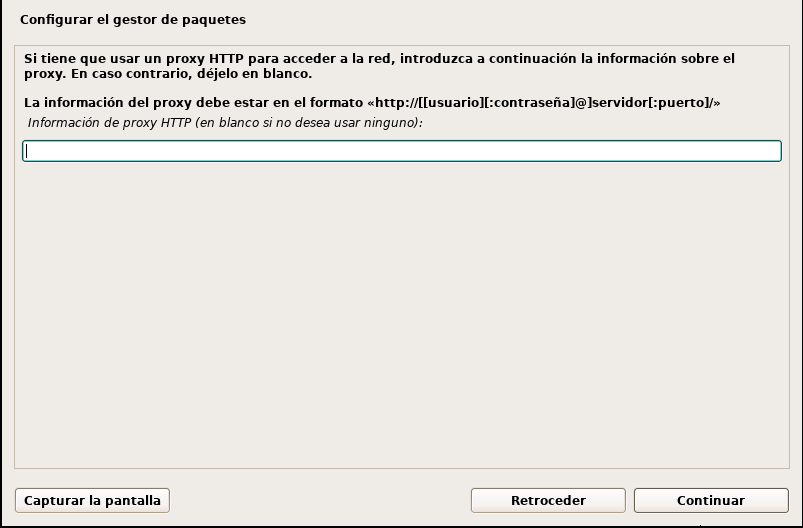 Configurar el gestor de paquetes
Si tiene que usar un proxy HTTP para acceder a la red, introduzca a continuación la información sobre el
proxy. En caso contrario, déjelo en blanco.
La información del proxy debe estar en el formato «http://[[usuario][:contraseña]@]servidor[:puerto]/»
Información de proxy HTTP (en blanco si no desea usar ninguno):
Capturar la pantalla
Retroceder
Continuar